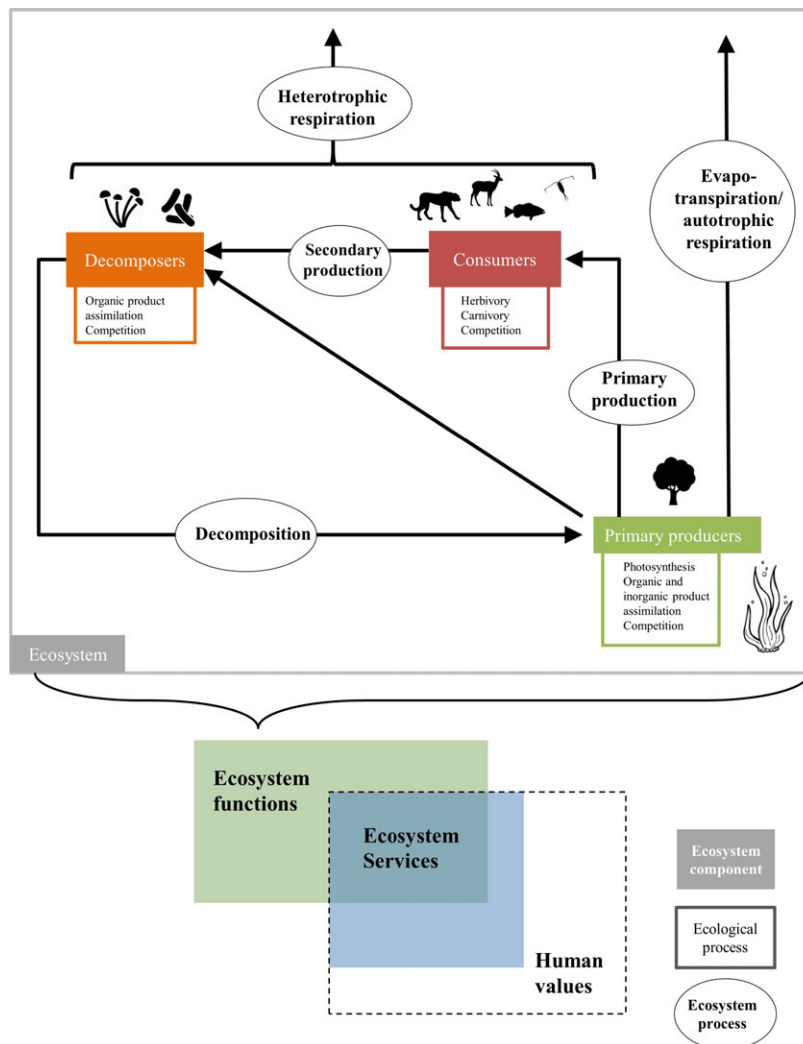 Heterotrophic
respiration
Evapo-
transpiration/
autotrophic
respiration
Decomposers
Organic product
assimilation
Competition
Secondary
production
Consumers
Herbivory
Carnivory
Competition
Primary
production
Decomposition
Primary producers
Photosynthesis
Organic and
inorganic product
assimilation
Competition
Ecosystem
Ecosystem
functions
Ecosystem
Services
Human
values
Ecosystem
component
Ecological
process
Ecosystem
process